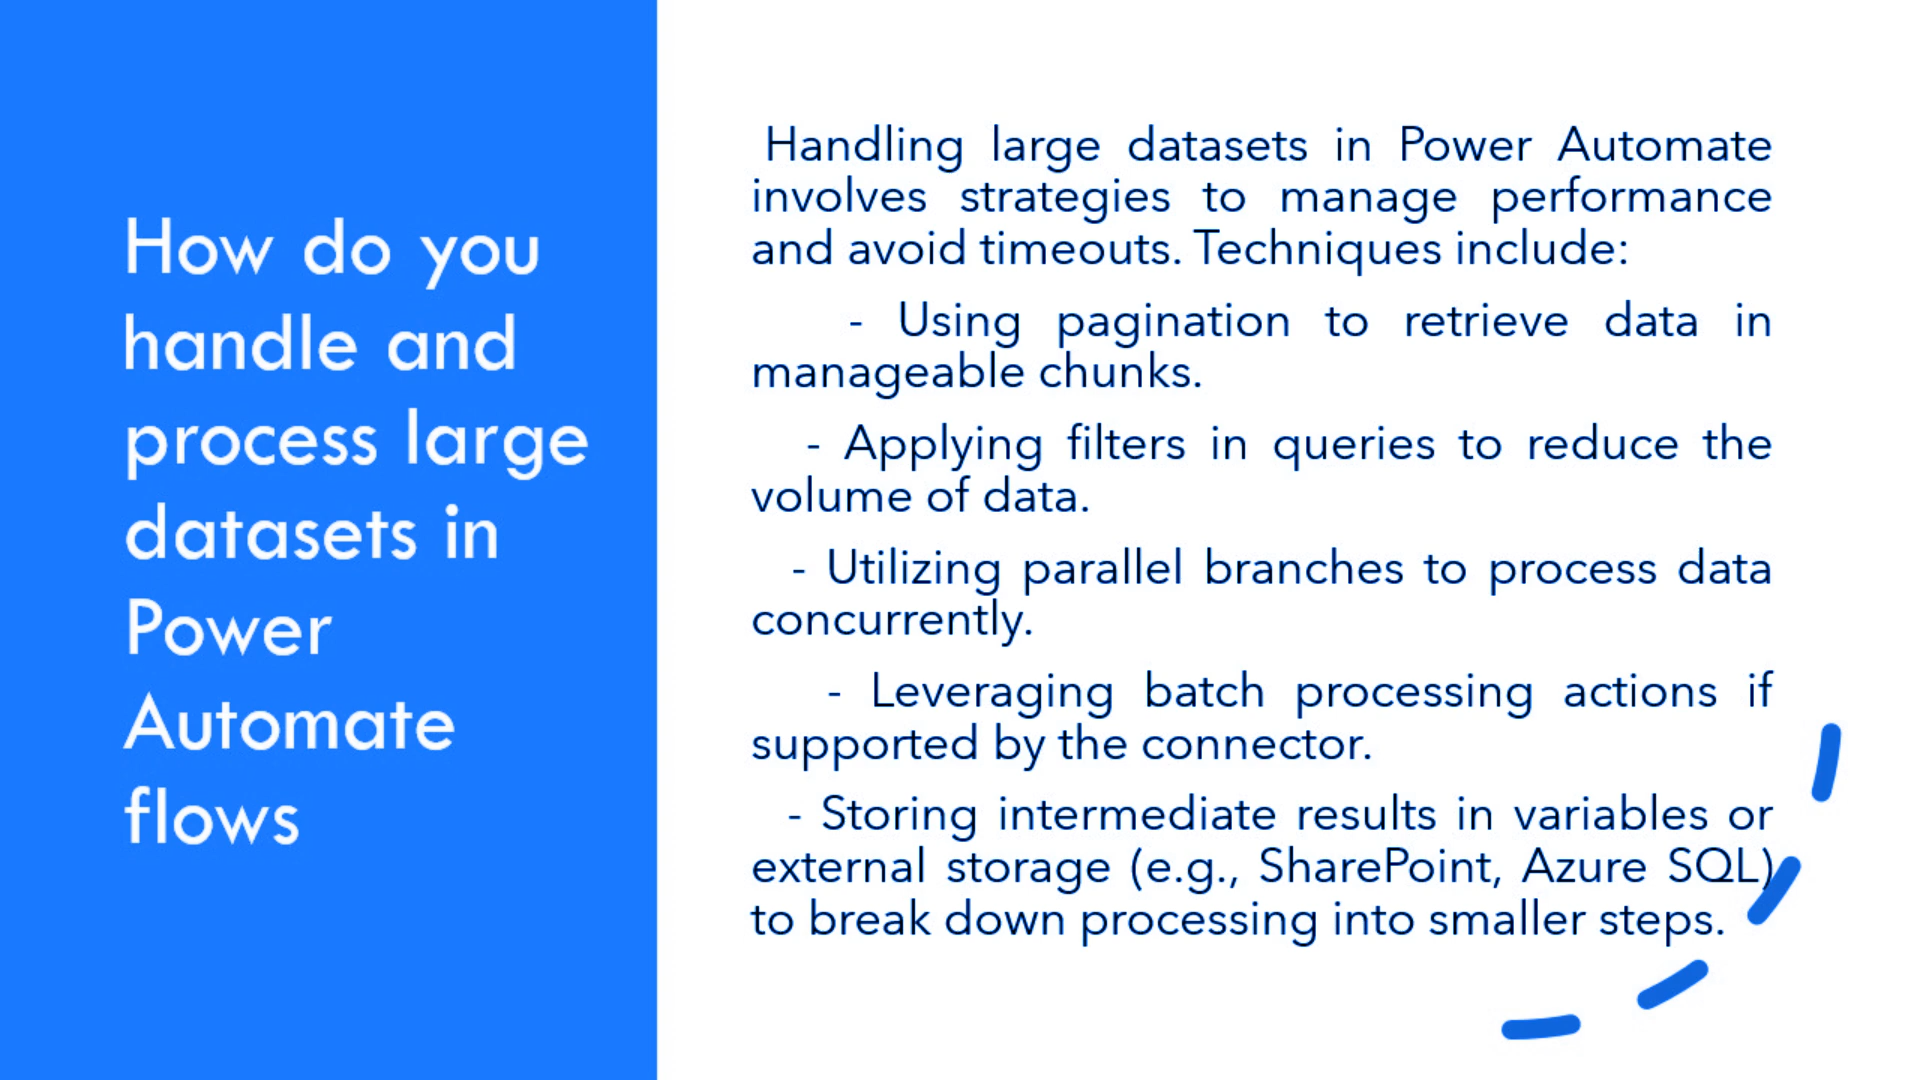 How do you
handle and
process large
datasets in
Power
Automate
flows
Handling large datasets in Power Automate
involves strategies to manage performance
and avoid timeouts. Techniques include:
- Using pagination to retrieve data in
manageable chunks.
- Applying filters in queries to reduce the
volume of data.
- Utilizing parallel branches to process data
concurrently.
- Leveraging batch processing actions if
supported by the connector.
- Storing intermediate results in variables or
external storage (e.g., SharePoint, Azure SQL)
to break down processing into smaller steps.